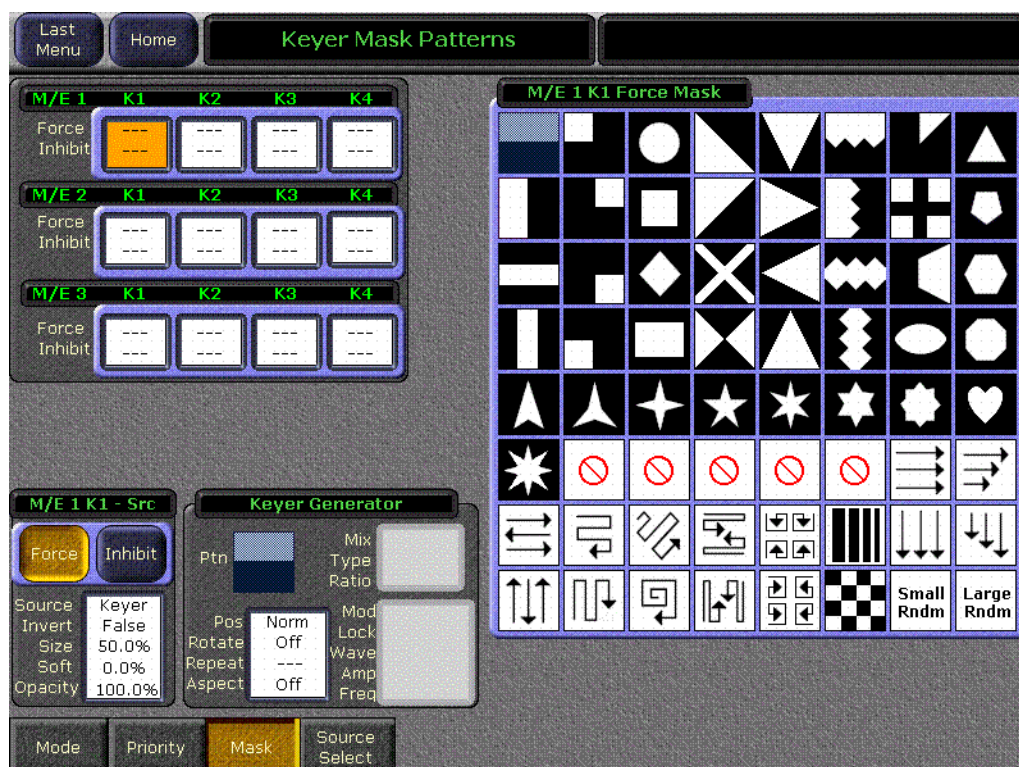 Last Menu
Home
Keyer Mask Patterns
M/E 1 K1 K2 K3 K4
Force --- --- --- ---
Inhibit --- --- --- ---
M/E 2 K1 K2 K3 K4
Force --- --- --- ---
Inhibit --- --- --- ---
M/E 3 K1 K2 K3 K4
Force --- --- --- ---
Inhibit --- --- --- ---
M/E 1 K1 Force Mask
Small Rndm
Large Rndm
M/E 1 K1 - Src
Force Inhibit
Source Keyer
Invert False
Size 50.0%
Soft 0.0%
Opacity 100.0%
Keyer Generator
Ptn
Mix
Type
Ratio
Pos Norm
Rotate Off
Repeat ---
Aspect Off
Mod
Lock
Wave
Amp
Freq
Mode
Priority
Mask
Source Select